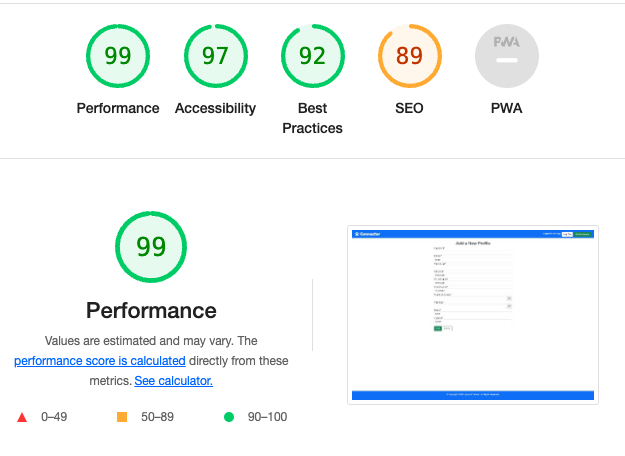 99 97 92 89 PWA
Performance Accessibility Best Practices SEO PWA
99
Performance
Values are estimated and may vary. The
performance score is calculated directly from these
metrics. See calculator.
0–49 50–89 90–100
Add a New Profile